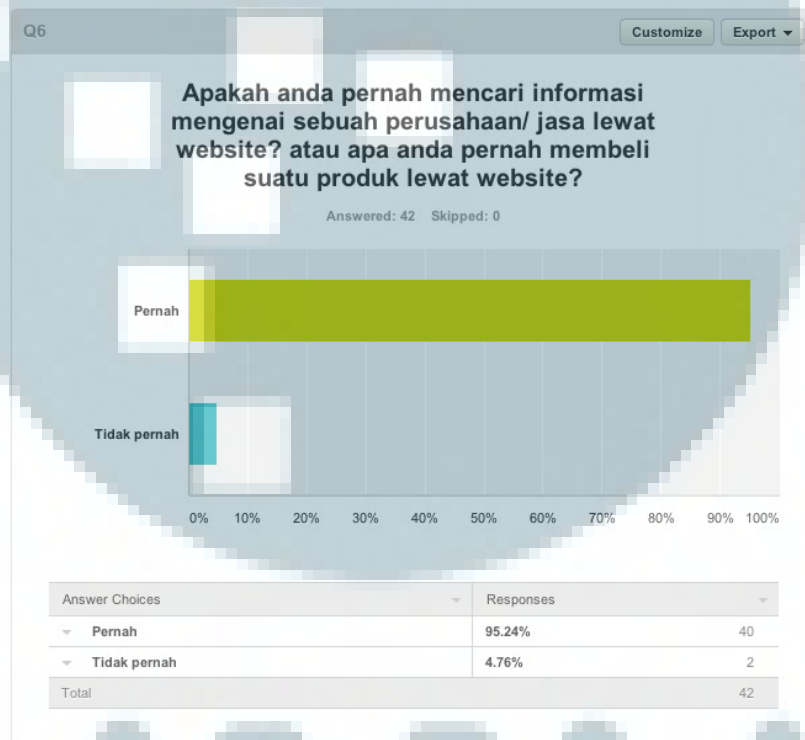 Q6
Customize
Export
Apakah anda pernah mencari informasi
mengenai sebuah perusahaan/ jasa lewat
website? atau apa anda pernah membeli
suatu produk lewat website?
Answered: 42 Skipped: 0
Pernah
Tidak pernah
0% 10% 20% 30% 40% 50% 60% 70% 80% 90% 100%
Answer Choices Responses
Pernah 95.24% 40
Tidak pernah 4.76% 2
Total 42